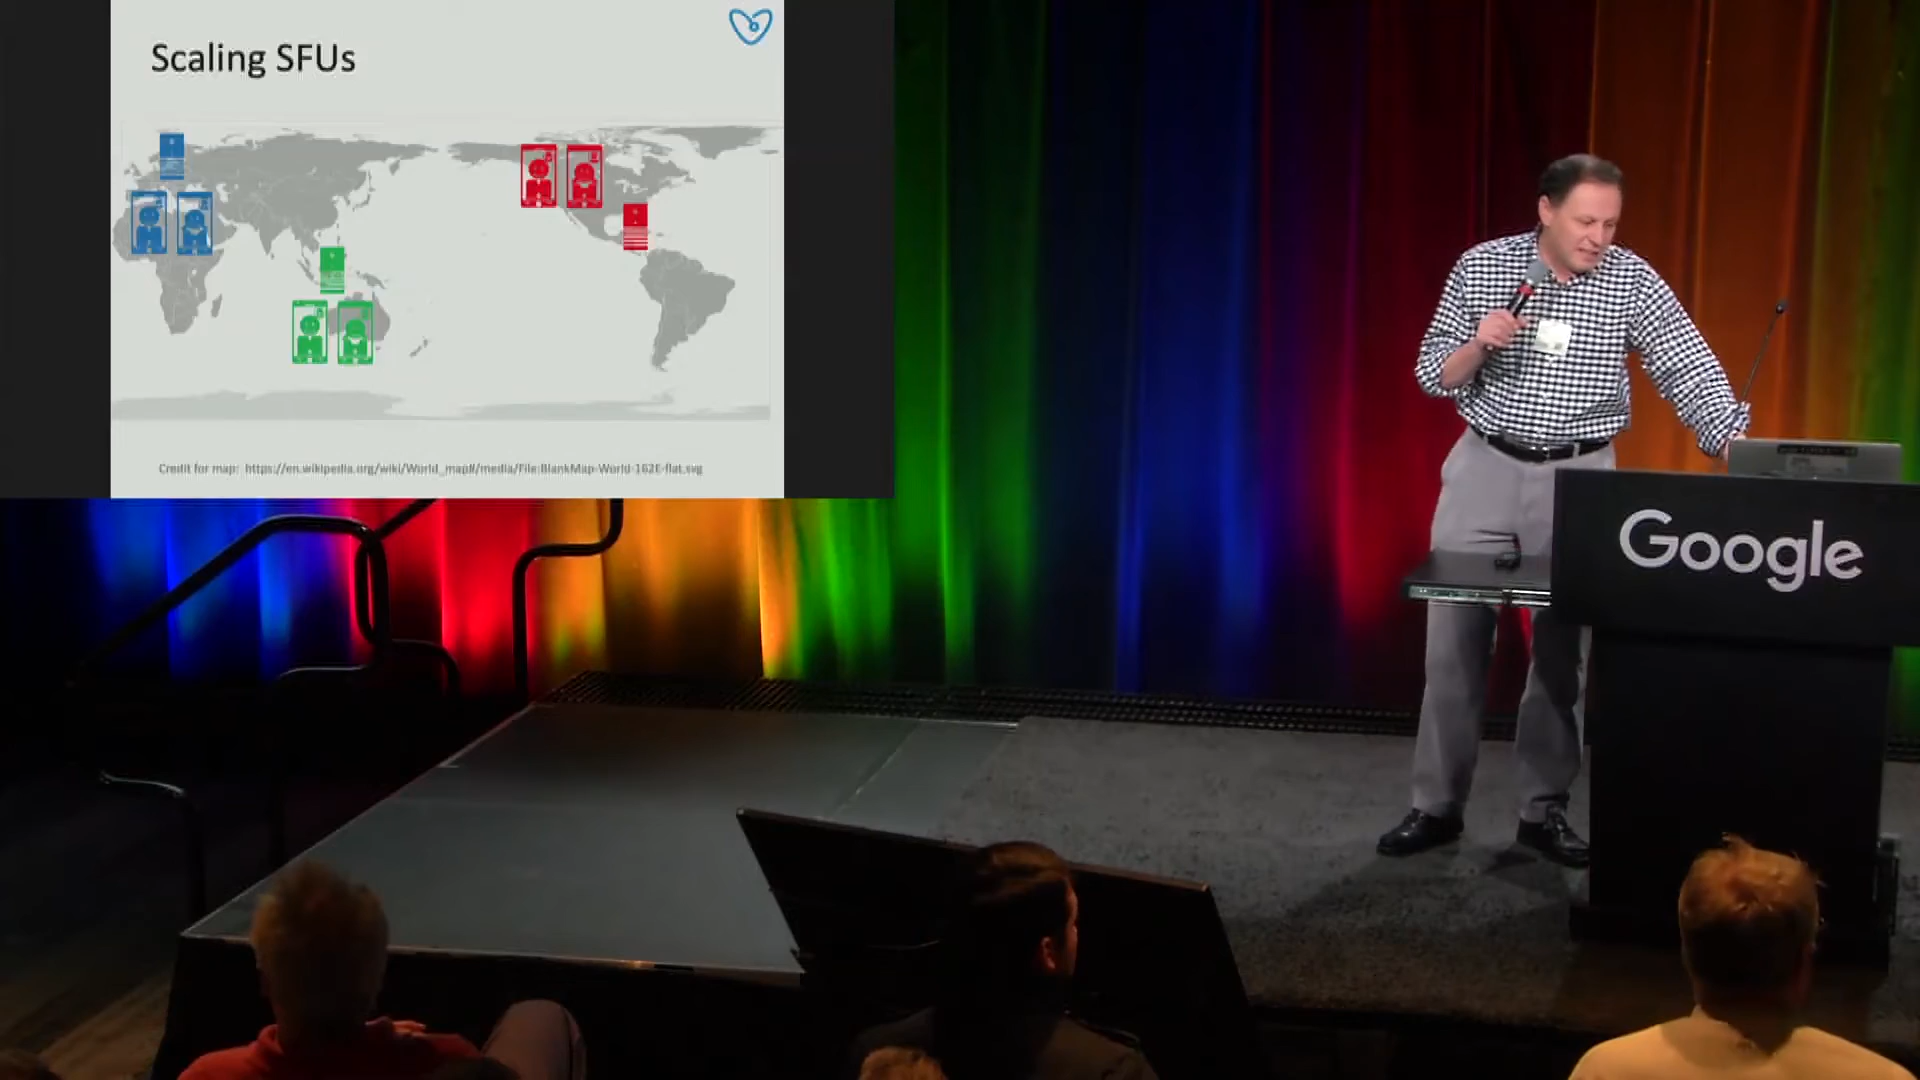 Scaling SFUs
Credit for map: https://en.wikipedia.org/wiki/World_map#/media/File:BlankMap-World-162E-flat.svg
Google